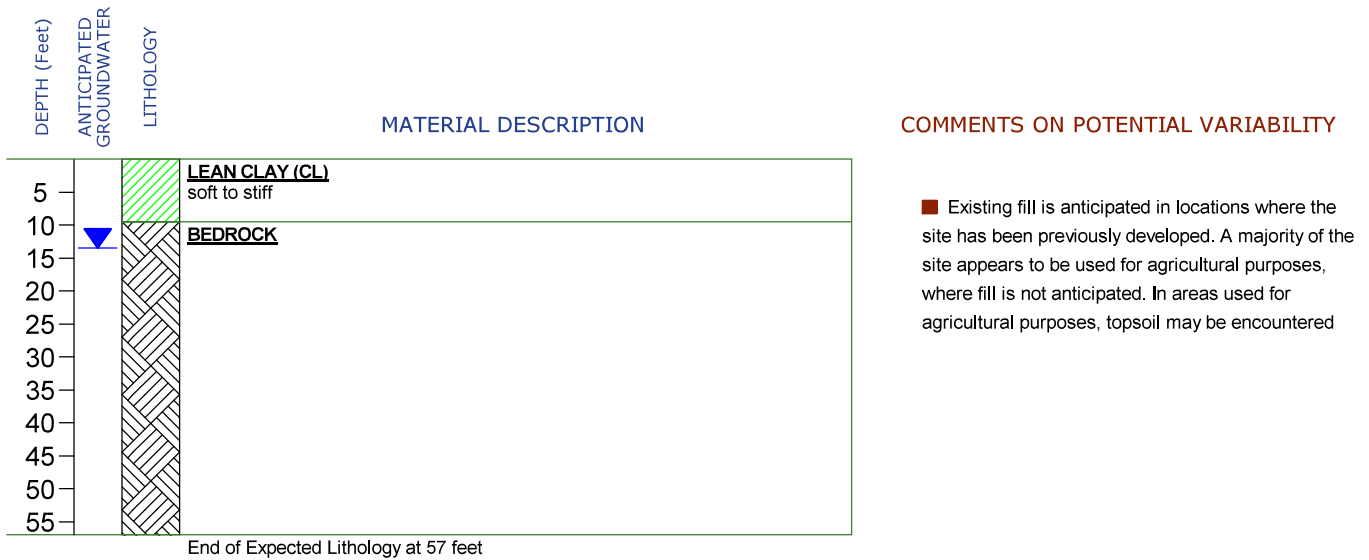 DEPTH (Feet)
ANTICIPATED
GROUNDWATER
LITHOLOGY
MATERIAL DESCRIPTION
COMMENTS ON POTENTIAL VARIABILITY
LEAN CLAY (CL)
soft to stiff
BEDROCK
5
10
15
20
25
30
35
40
45
50
55
End of Expected Lithology at 57 feet
Existing fill is anticipated in locations where the
site has been previously developed. A majority of the
site appears to be used for agricultural purposes,
where fill is not anticipated. In areas used for
agricultural purposes, topsoil may be encountered